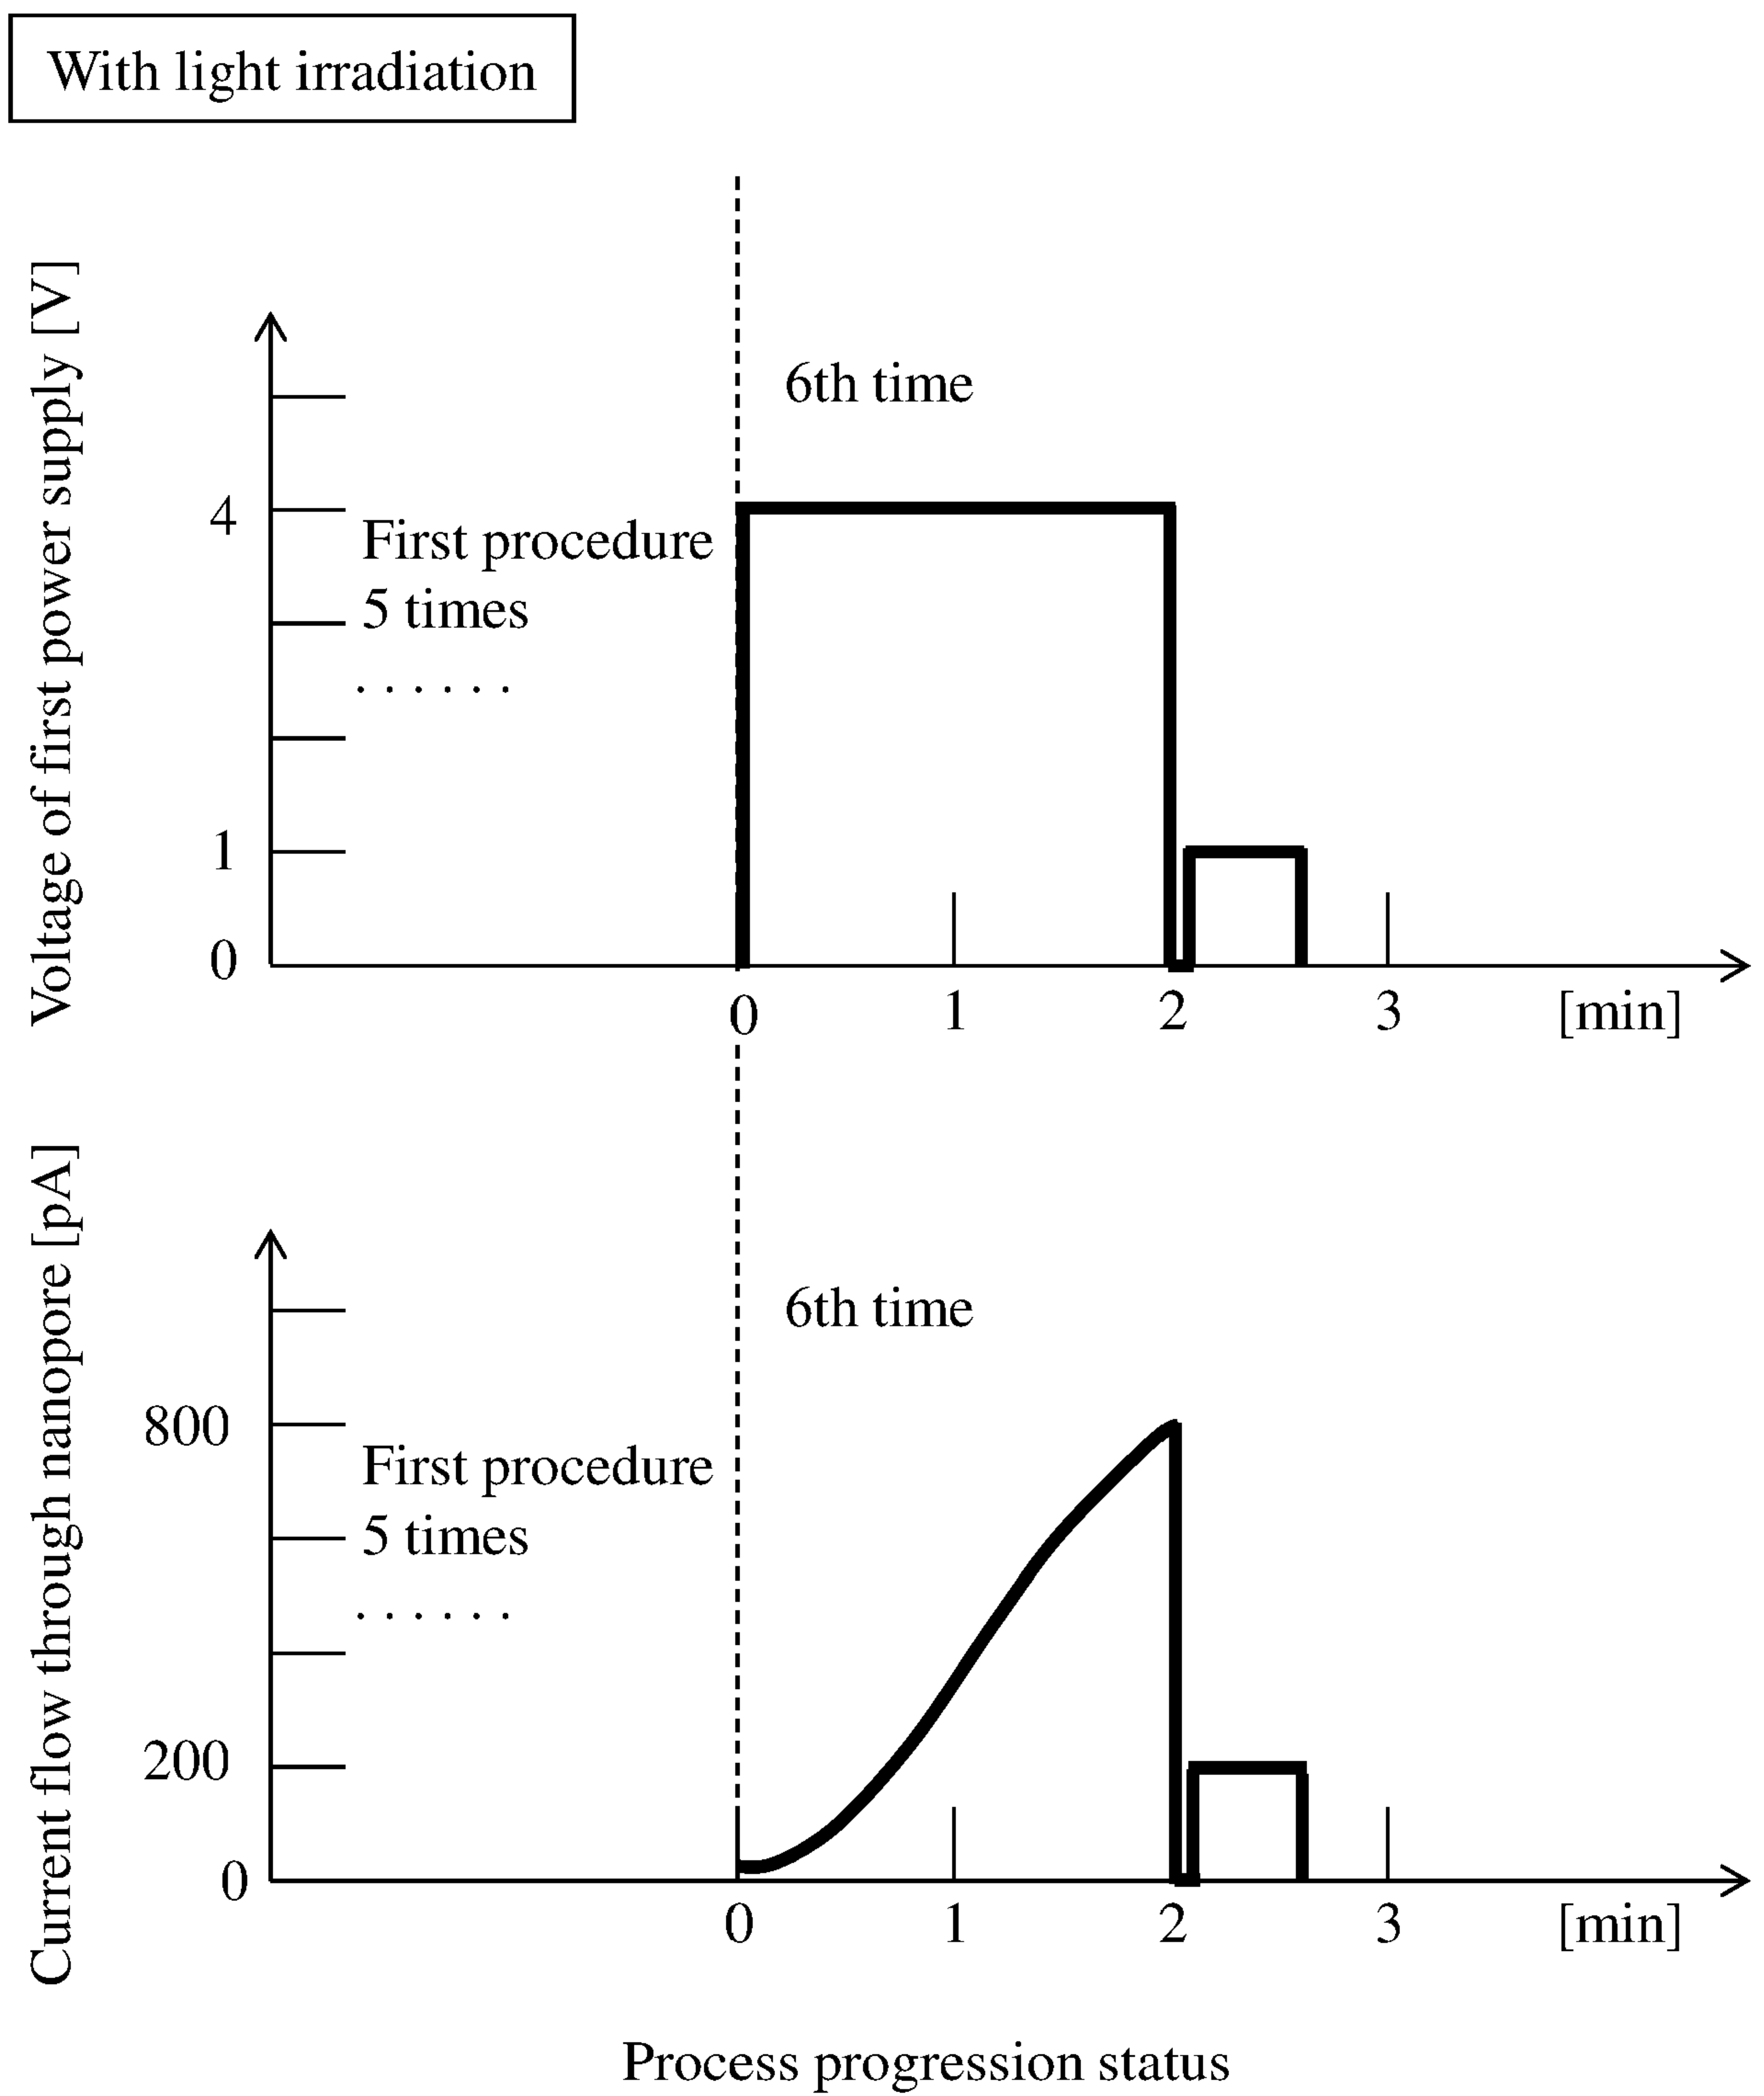 With light irradiation
Voltage of first power supply [V]
6th time
4
First procedure
5 times
. . . . . .
1
0
0 1 2 3 [min]
Current flow through nanopore [pA]
6th time
800
First procedure
5 times
. . . . . .
200
0
0 1 2 3 [min]
Process progression status